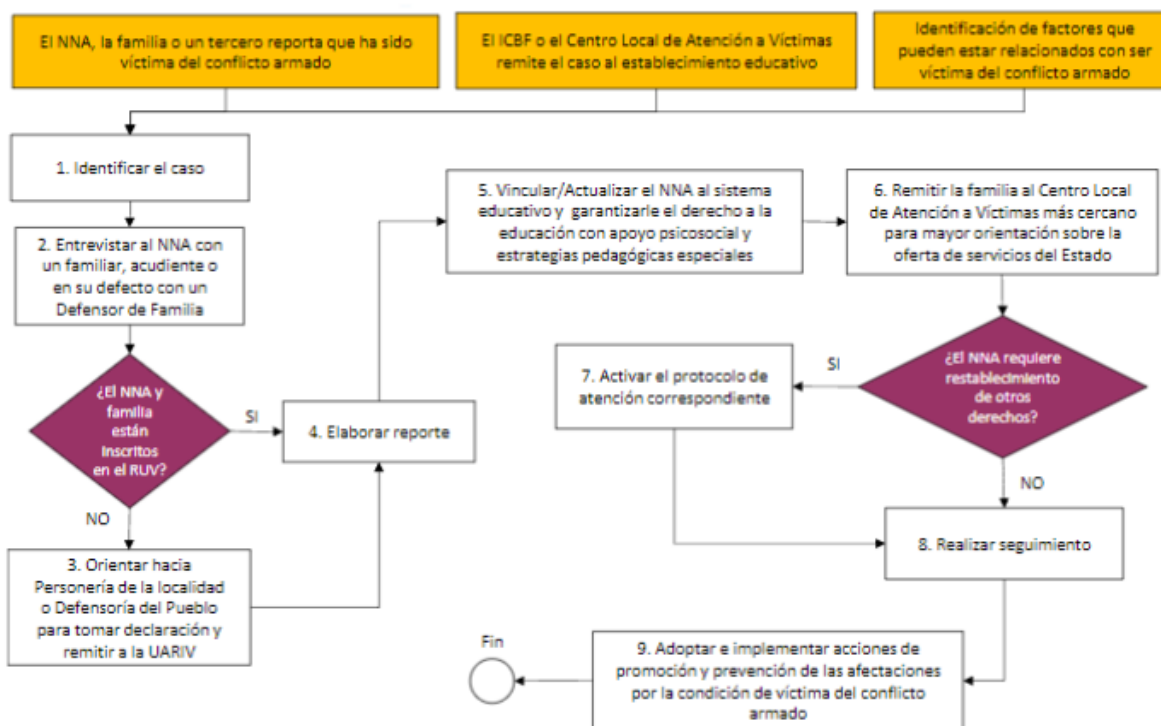 El NNA, la familia o un tercero reporta que ha sido
víctima del conflicto armado
El ICBF o el Centro Local de Atención a Víctimas
remite el caso al establecimiento educativo
Identificación de factores que
pueden estar relacionados con ser
víctima del conflicto armado
1. Identificar el caso
2. Entrevistar al NNA con
un familiar, acudiente o
en su defecto con un
Defensor de Familia
¿El NNA y
familia
están
inscritos
en el RUV?
SI
NO
3. Orientar hacia
Personería de la localidad
o Defensoría del Pueblo
para tomar declaración y
remitir a la UARIV
4. Elaborar reporte
5. Vincular/Actualizar el NNA al sistema
educativo y garantizarle el derecho a la
educación con apoyo psicosocial y
estrategias pedagógicas especiales
6. Remitir la familia al Centro Local
de Atención a Víctimas más cercano
para mayor orientación sobre la
oferta de servicios del Estado
¿El NNA requiere
restablecimiento
de otros
derechos?
SI
NO
7. Activar el protocolo de
atención correspondiente
8. Realizar seguimiento
9. Adoptar e implementar acciones de
promoción y prevención de las afectaciones
por la condición de víctima del conflicto
armado
Fin